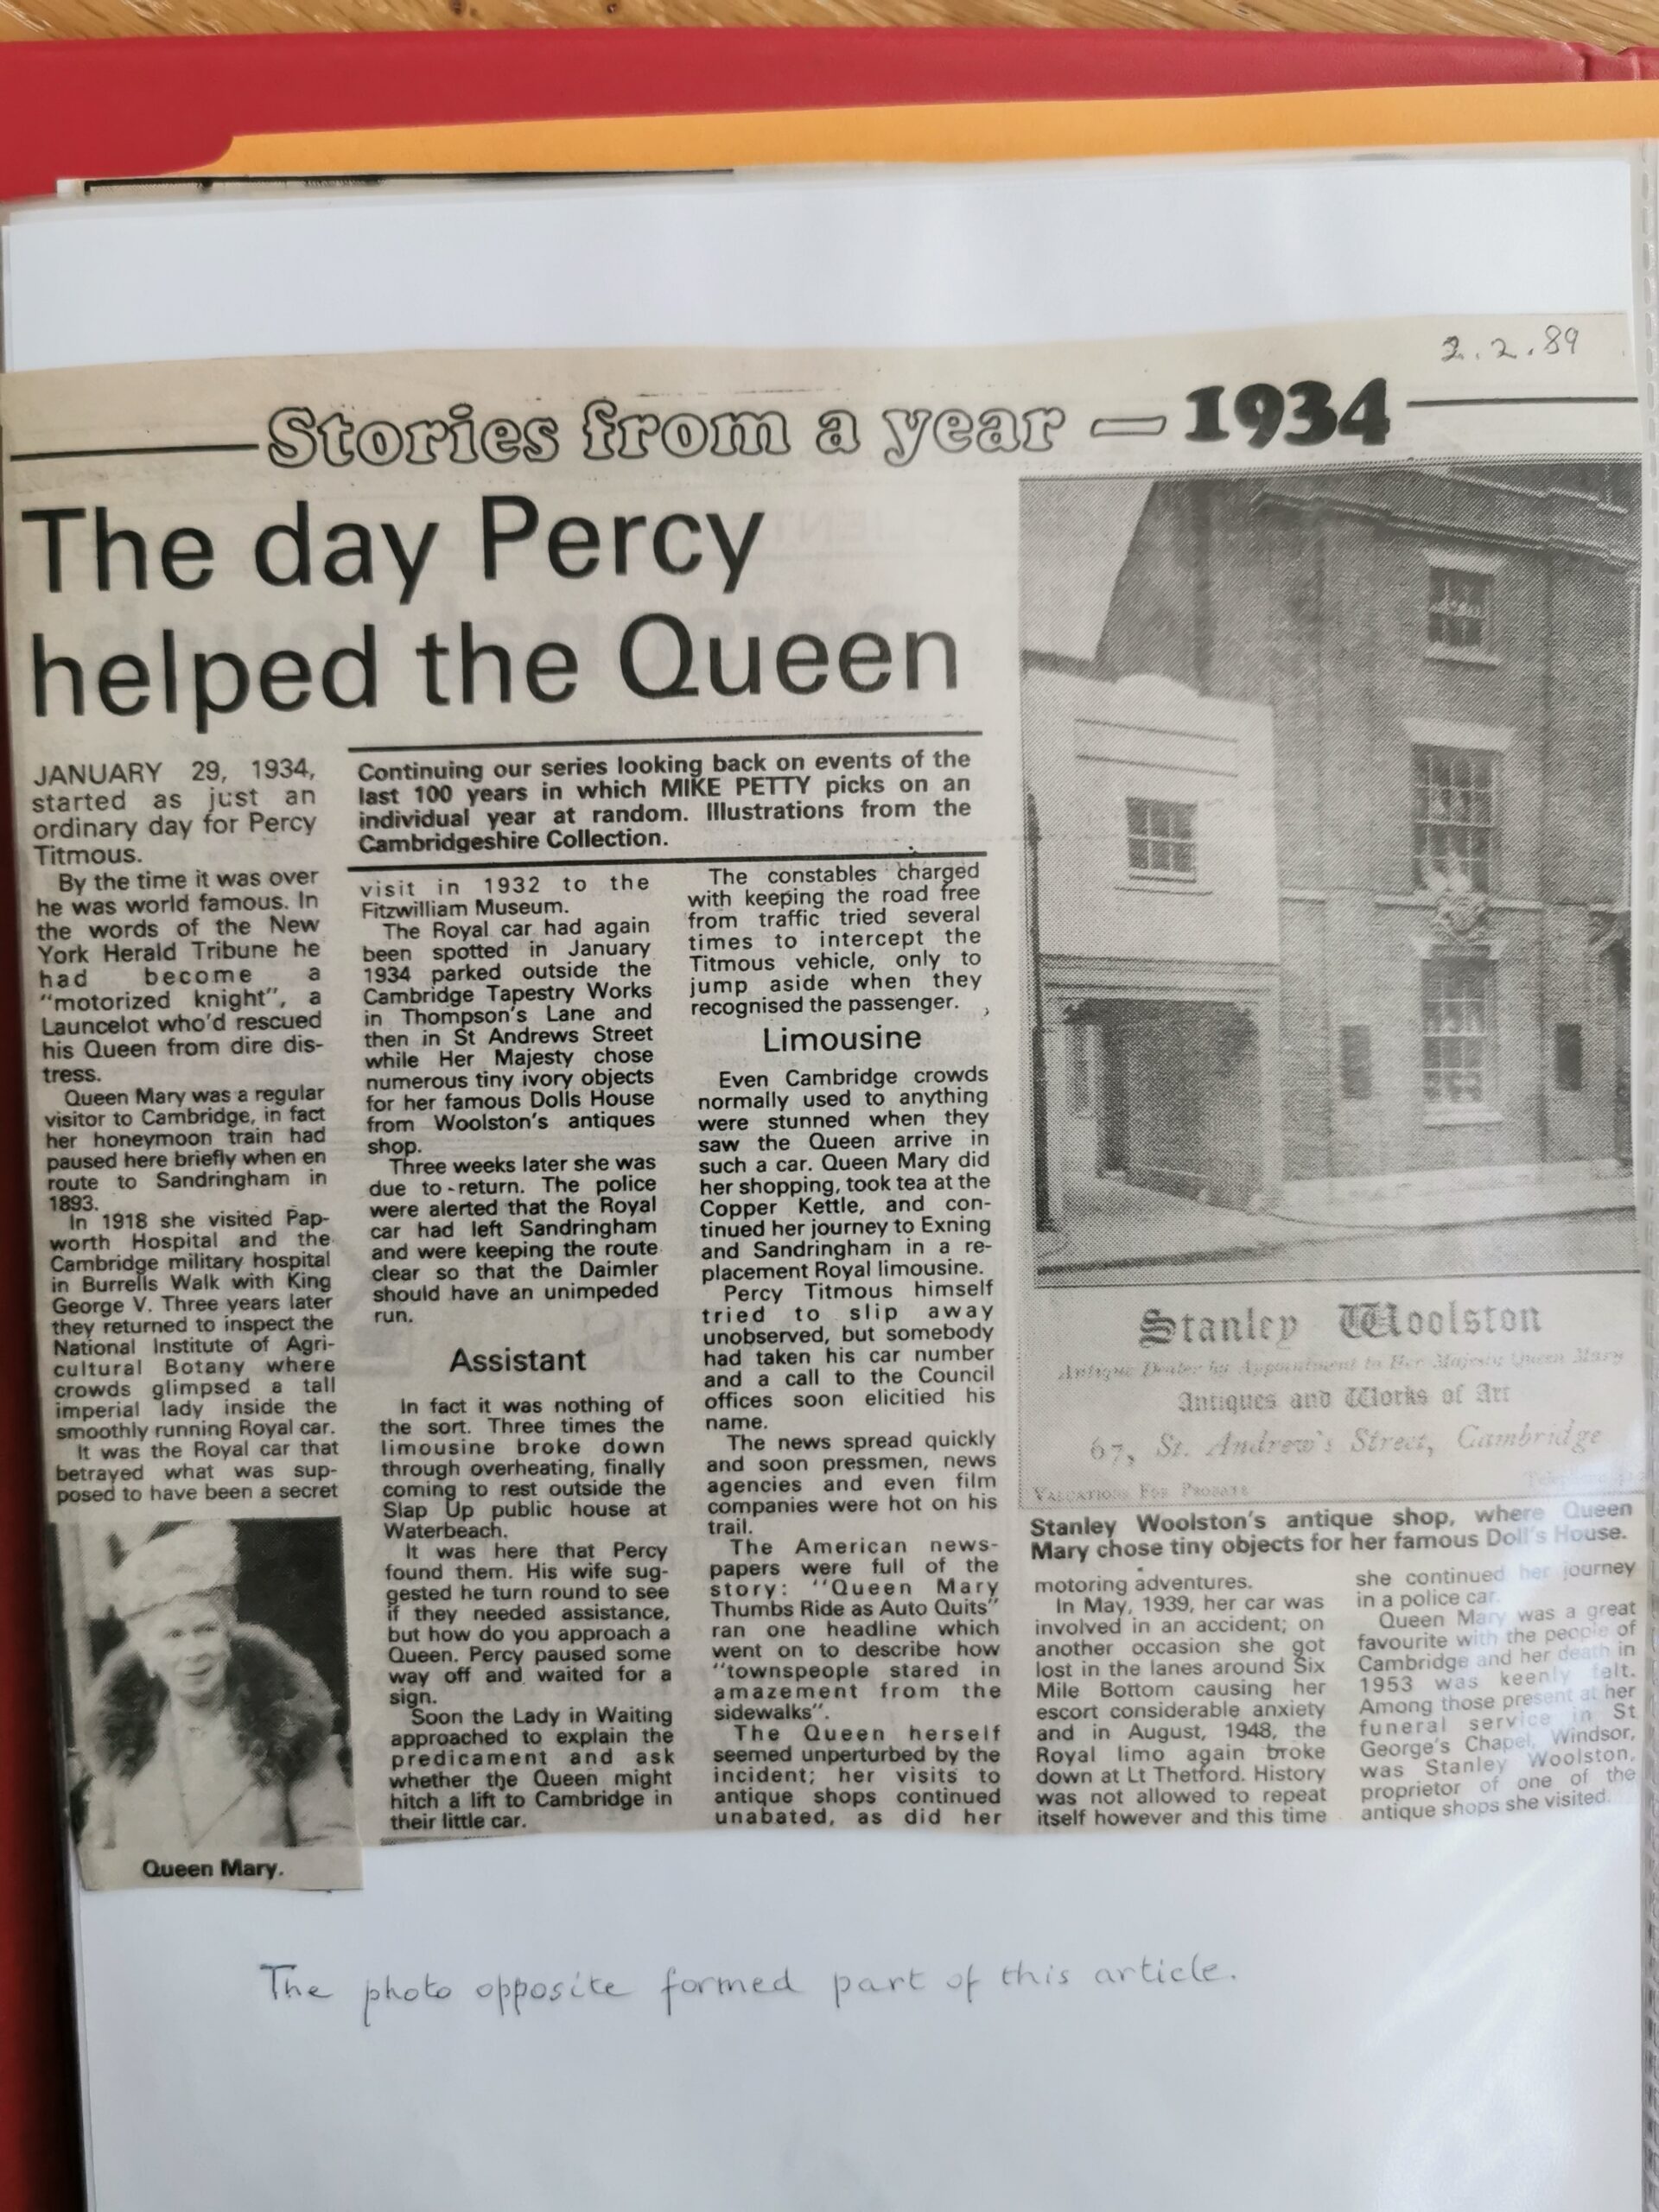 2.2.89
Stories from a year — 1934
The day Percy
helped the Queen
JANUARY 29, 1934,
started as just an
ordinary day for Percy
Titmous.
By the time it was over
he was world famous. In
the words of the New
York Herald Tribune he
had become a
"motorized knight", a
Launcelot who'd rescued
his Queen from dire dis-
tress.
Queen Mary was a regular
visitor to Cambridge, in fact
her honeymoon train had
paused here briefly when en
route to Sandringham in
1893.
In 1918 she visited Pap-
worth Hospital and the
Cambridge military hospital
in Burrells Walk with King
George V. Three years later
they returned to inspect the
National Institute of Agri-
cultural Botany where
crowds glimpsed a tall
imperial lady inside the
smoothly running Royal car.
It was the Royal car that
betrayed what was sup-
posed to have been a secret
Queen Mary.
Continuing our series looking back on events of the
last 100 years in which MIKE PETTY picks on an
individual year at random. Illustrations from the
Cambridgeshire Collection.
visit in 1932 to the
Fitzwilliam Museum.
The Royal car had again
been spotted in January
1934 parked outside the
Cambridge Tapestry Works
in Thompson's Lane and
then in St Andrews Street
while Her Majesty chose
numerous tiny ivory objects
for her famous Dolls House
from Woolston's antiques
shop.
Three weeks later she was
due to return. The police
were alerted that the Royal
car had left Sandringham
and were keeping the route
clear so that the Daimler
should have an unimpeded
run.
Assistant
In fact it was nothing of
the sort. Three times the
limousine broke down
through overheating, finally
coming to rest outside the
Slap Up public house at
Waterbeach.
It was here that Percy
found them. His wife sug-
gested he turn round to see
if they needed assistance,
but how do you approach a
Queen. Percy paused some
way off and waited for a
sign.
Soon the Lady in Waiting
approached to explain the
predicament and ask
whether the Queen might
hitch a lift to Cambridge in
their little car.
The constables charged
with keeping the road free
from traffic tried several
times to intercept the
Titmous vehicle, only to
jump aside when they
recognised the passenger.
Limousine
Even Cambridge crowds
normally used to anything
were stunned when they
saw the Queen arrive in
such a car. Queen Mary did
her shopping, took tea at the
Copper Kettle, and con-
tinued her journey to Exning
and Sandringham in a re-
placement Royal limousine.
Percy Titmous himself
tried to slip away
unobserved, but somebody
had taken his car number
and a call to the Council
offices soon elicitied his
name.
The news spread quickly
and soon pressmen, news
agencies and even film
companies were hot on his
trail.
The American news-
papers were full of the
story: "Queen Mary
Thumbs Ride as Auto Quits"
ran one headline which
went on to describe how
"townspeople stared in
amazement from the
sidewalks".
The Queen herself
seemed unperturbed by the
incident; her visits to
antique shops continued
unabated, as did her
Stanley Woolston
Antique Dealer by Appointment to Her Majesty Queen Mary
Antiques and Works of Art
67, St. Andrew's Street, Cambridge
VALUATIONS FOR PROBATE
Stanley Woolston's antique shop, where Queen
Mary chose tiny objects for her famous Doll's House.
motoring adventures.
In May, 1939, her car was
involved in an accident; on
another occasion she got
lost in the lanes around Six
Mile Bottom causing her
escort considerable anxiety
and in August, 1948, the
Royal limo again broke
down at Lt Thetford. History
was not allowed to repeat
itself however and this time
she continued her journey
in a police car.
Queen Mary was a great
favourite with the people of
Cambridge and her death in
1953 was keenly felt.
Among those present at her
funeral service in St
George's Chapel, Windsor,
was Stanley Woolston,
proprietor of one of the
antique shops she visited.
The photo opposite formed part of this article.